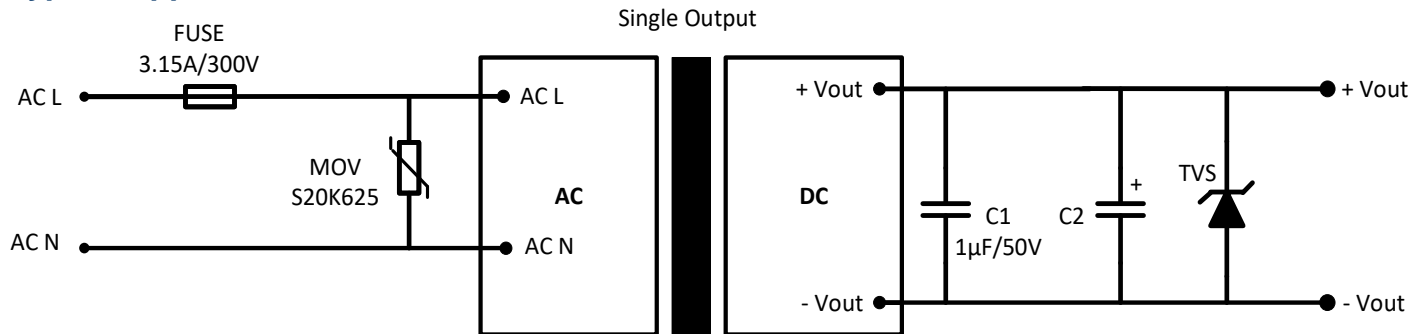 Single Output
FUSE
3.15A/300V
AC L
AC L
MOV
S20K625
AC
AC N
AC N
+ Vout
+ Vout
DC
C1
1µF/50V
C2
+
TVS
- Vout
- Vout